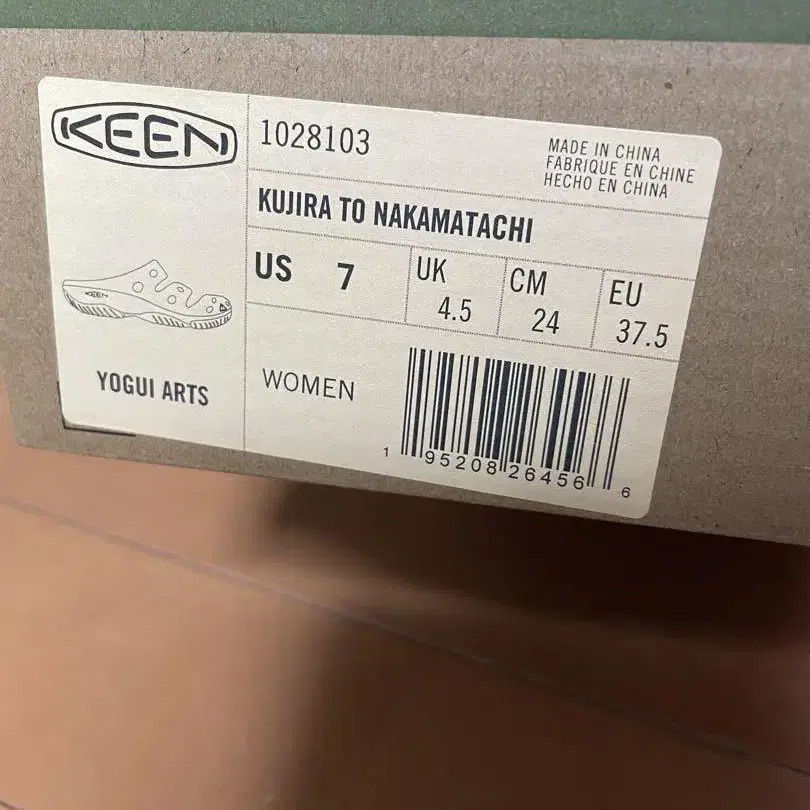 KEEN
1028103
MADE IN CHINA
FABRIQUE EN CHINE
HECHO EN CHINA
KUJIRA TO NAKAMATACHI
US 7
UK 4.5
CM 24
EU 37.5
KEEN
YOGUI ARTS
WOMEN
1 95208 26456 6